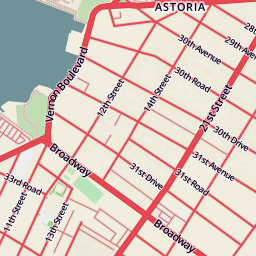 ASTORIA
28
29th Avenue
30th Avenue
Vernon Boulevard
30th Road
12th Street
14th Street
21st Street
30th Drive
Broadway
31st Avenue
33rd Road
31st Drive
31st Road
11th Street
13th Street
Broadway